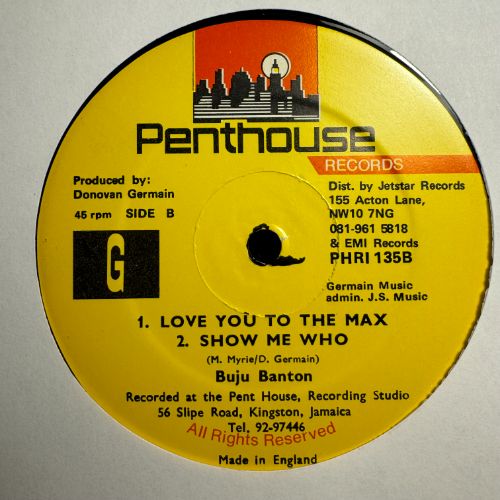 Penthouse
RECORDS
Produced by:
Donovan Germain
45 rpm SIDE B
G
Dist. by Jetstar Records
155 Acton Lane,
NW10 7NG
081-961 5818
& EMI Records
PHRI 135B
Germain Music
admin. J.S. Music
1. LOVE YOU TO THE MAX
2. SHOW ME WHO
(M. Myrie/D. Germain)
Buju Banton
Recorded at the Pent House, Recording Studio
56 Slipe Road, Kingston, Jamaica
Tel. 92-97446
All Rights Reserved
Made in England